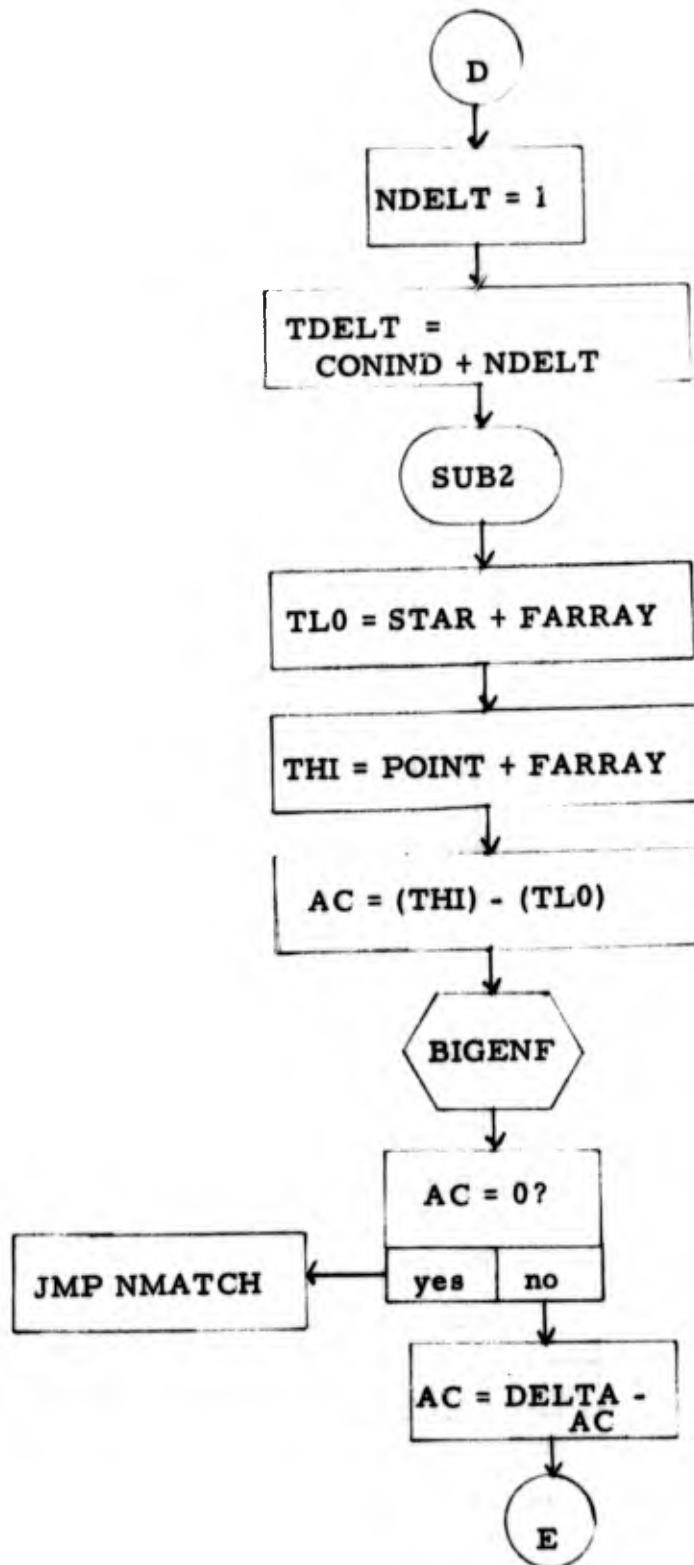 D
NDELT = 1
TDELT =
CONIND + NDELT
SUB2
TL0 = STAR + FARRAY
THI = POINT + FARRAY
AC = (THI) - (TL0)
BIGENF
AC = 0?
JMP NMATCH
yes
no
AC = DELTA -
AC
E